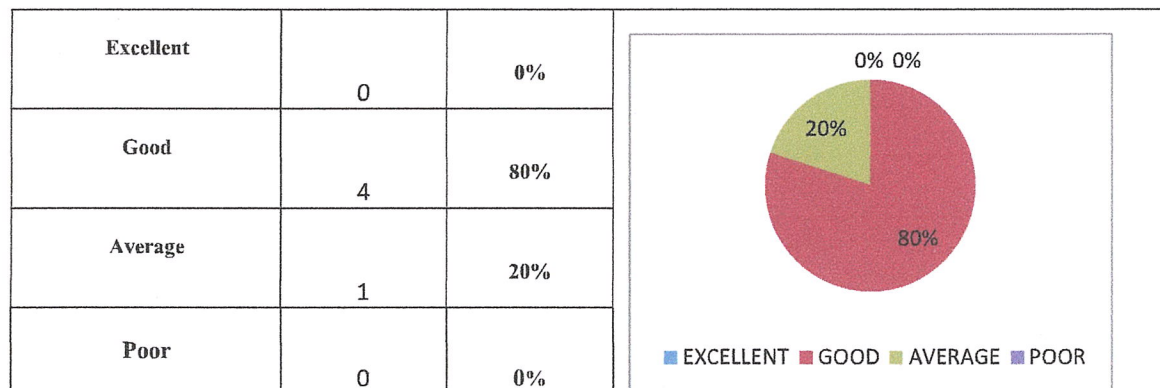 Excellent 0 0%
Good 4 80%
Average 1 20%
Poor 0 0%
0% 0%
20%
80%
EXCELLENT GOOD AVERAGE POOR